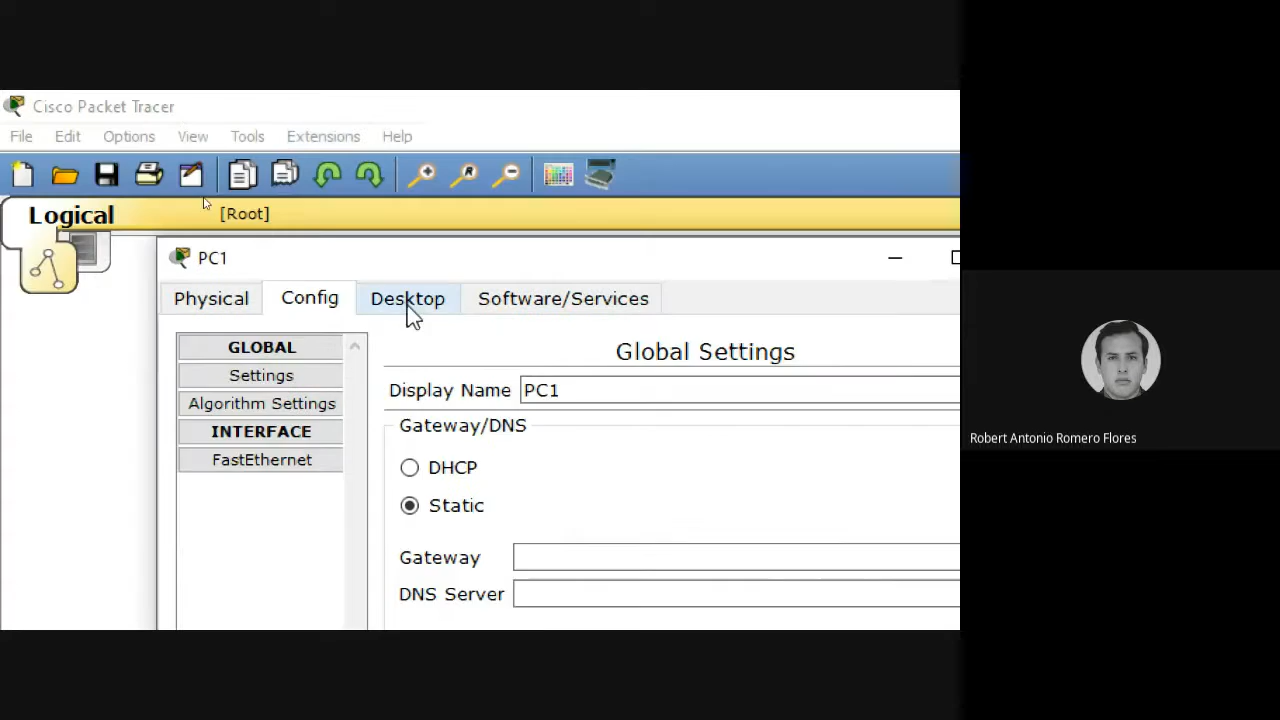 Cisco Packet Tracer
File Edit Options View Tools Extensions Help
R
Logical [Root]
PC1
Physical Config Desktop Software/Services
GLOBAL
Settings
Algorithm Settings
INTERFACE
FastEthernet
Global Settings
Display Name PC1
Gateway/DNS
DHCP
Static
Gateway
DNS Server
Robert Antonio Romero Flores